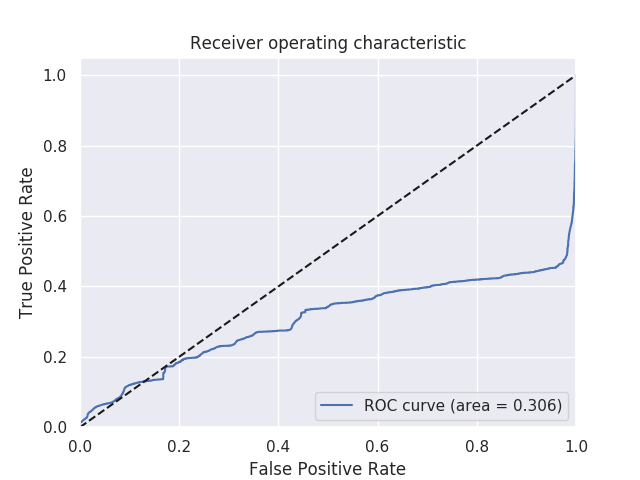 Receiver operating characteristic
True Positive Rate
1.0
0.8
0.6
0.4
0.2
0.0
ROC curve (area = 0.306)
0.0 0.2 0.4 0.6 0.8 1.0
False Positive Rate